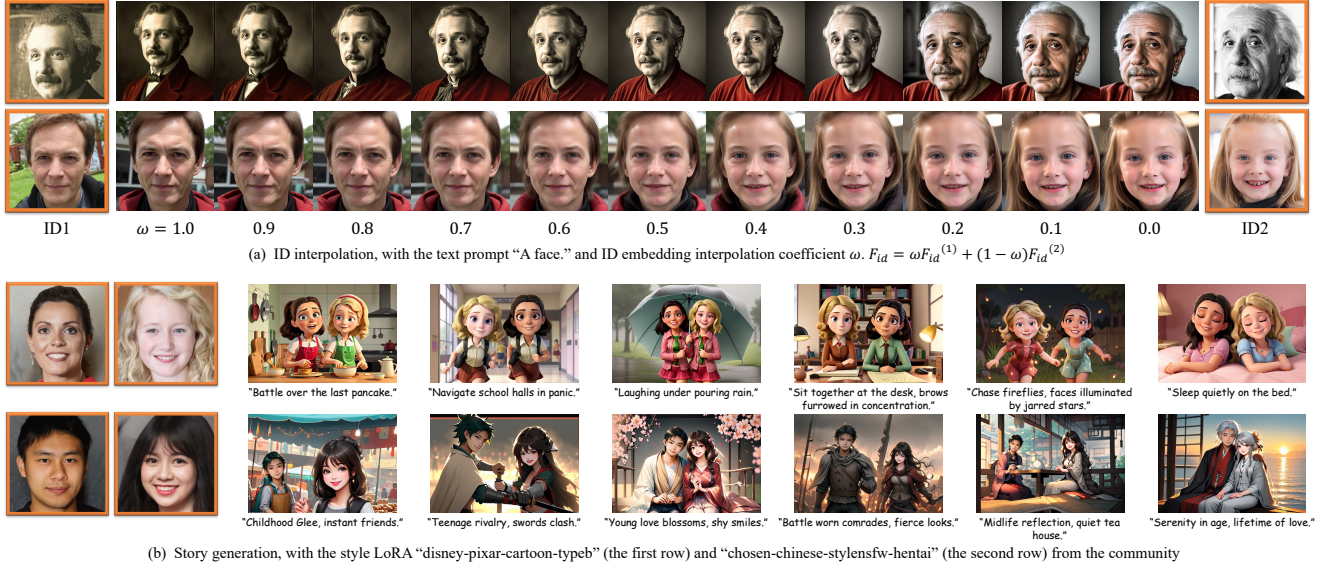 ID1 ω = 1.0 0.9 0.8 0.7 0.6 0.5 0.4 0.3 0.2 0.1 0.0 ID2
(a) ID interpolation, with the text prompt “A face.” and ID embedding interpolation coefficient ω. F_{id} = ωF_{id}^{(1)} + (1 − ω)F_{id}^{(2)}
“Battle over the last pancake.”
“Navigate school halls in panic.”
“Laughing under pouring rain.”
“Sit together at the desk, brows
furrowed in concentration.”
“Chase fireflies, faces illuminated
by jarred stars.”
“Sleep quietly on the bed.”
“Childhood Glee, instant friends.”
“Teenage rivalry, swords clash.”
“Young love blossoms, shy smiles.”
“Battle worn comrades, fierce looks.”
“Midlife reflection, quiet tea
house.”
“Serenity in age, lifetime of love.”
(b) Story generation, with the style LoRA “disney-pixar-cartoon-typeb” (the first row) and “chosen-chinese-stylensfw-hentai” (the second row) from the community